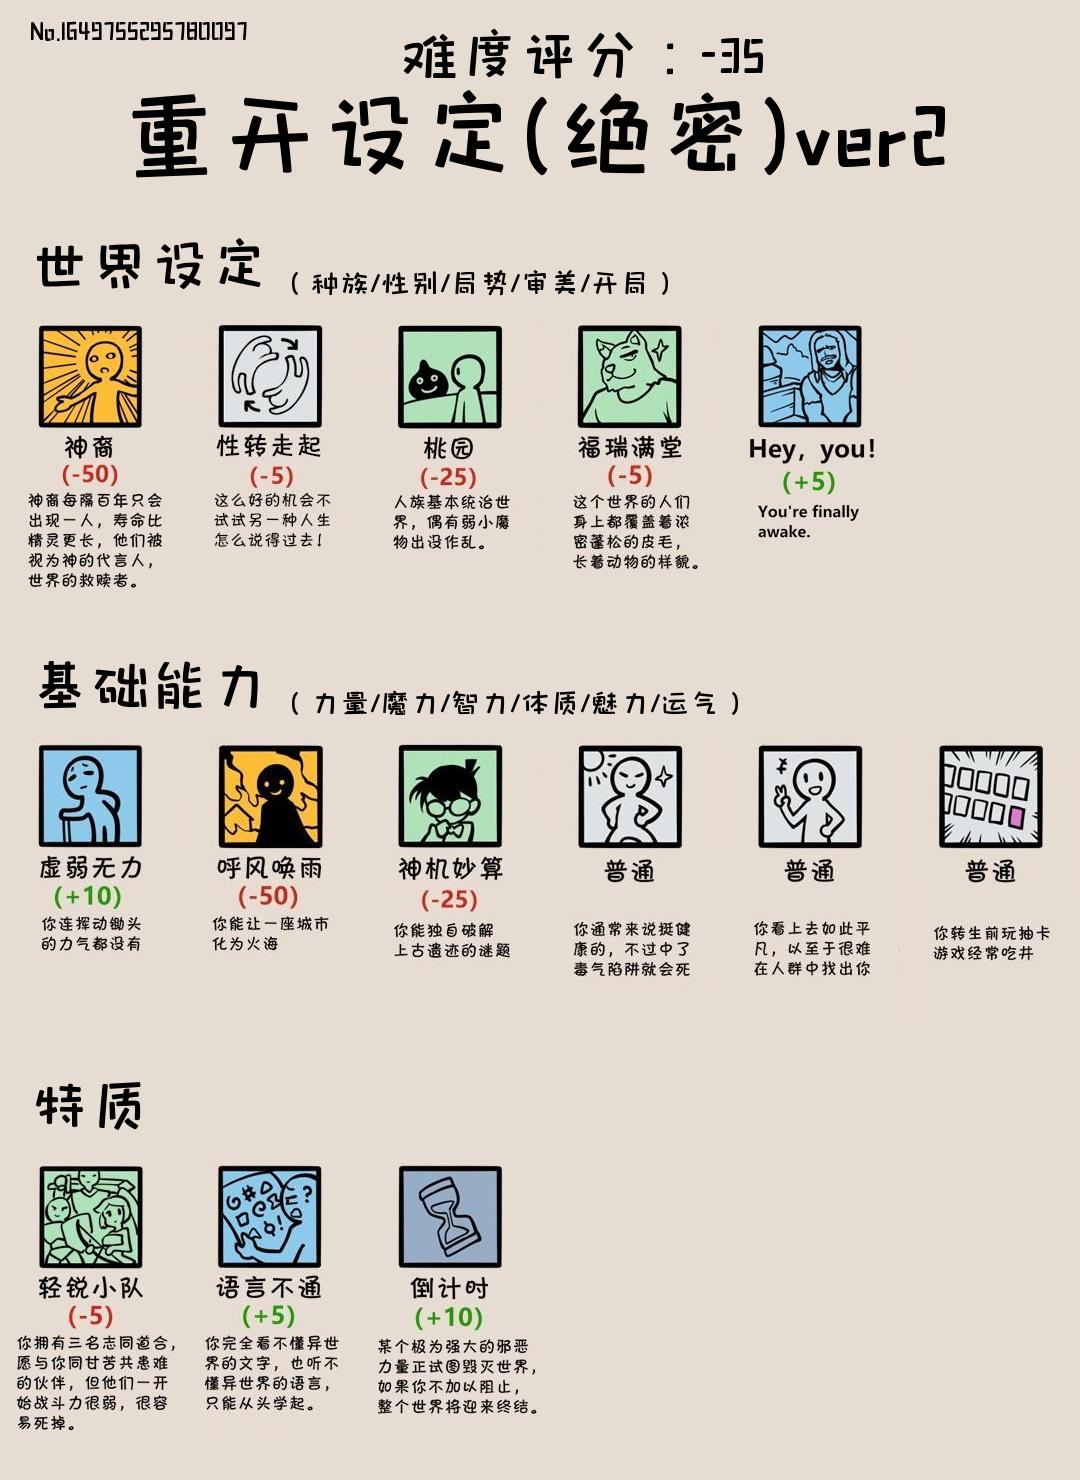 No.1649755295780097
难度评分：-35
重开设定(绝密)ver2
世界设定（种族/性别/局势/审美/开局）
神裔
(-50)
神裔每隔百年只会
出现一人，寿命比
精灵更长，他们被
视为神的代言人，
世界的救赎者。
性转走起
(-5)
这么好的机会不
试试另一种人生
怎么说得过去！
桃园
(-25)
人族基本统治世
界，偶有弱小魔
物出没作乱。
福瑞满堂
(-5)
这个世界的人们
身上都覆盖着浓
密蓬松的皮毛，
长着动物的样貌。
Hey, you!
(+5)
You're finally
awake.
基础能力（力量/魔力/智力/体质/魅力/运气）
虚弱无力
(+10)
你连挥动锄头
的力气都没有
呼风唤雨
(-50)
你能让一座城市
化为火海
神机妙算
(-25)
你能独自破解
上古遗迹的谜题
普通
你通常来说挺健
康的，不过中了
毒气陷阱就会死
普通
你看上去如此平
凡，以至于很难
在人群中找出你
普通
你转生前玩抽卡
游戏经常吃井
特质
轻锐小队
(-5)
你拥有三名志同道合，
愿与你同甘苦共患难
的伙伴，但他们一开
始战斗力很弱，很容
易死掉。
语言不通
(+5)
你完全看不懂异世
界的文字，也听不
懂异世界的语言，
只能从头学起。
倒计时
(+10)
某个极为强大的邪恶
力量正试图毁灭世界，
如果你不加以阻止，
整个世界将迎来终结。